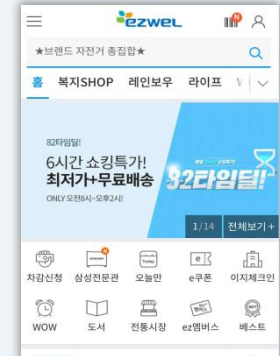 ezwel
N
★브랜드 자전거 총집합★
홈 복지SHOP 레인보우 라이프
82타임딜!
6시간 쇼킹특가!
최저가+무료배송
ONLY 오전8시~오후2시!
82타임딜!
1/14 전체보기+
차감신청 삼성전문관 오늘만 e쿠폰 이지체크인
WOW 도서 전통시장 ez멤버스 베스트